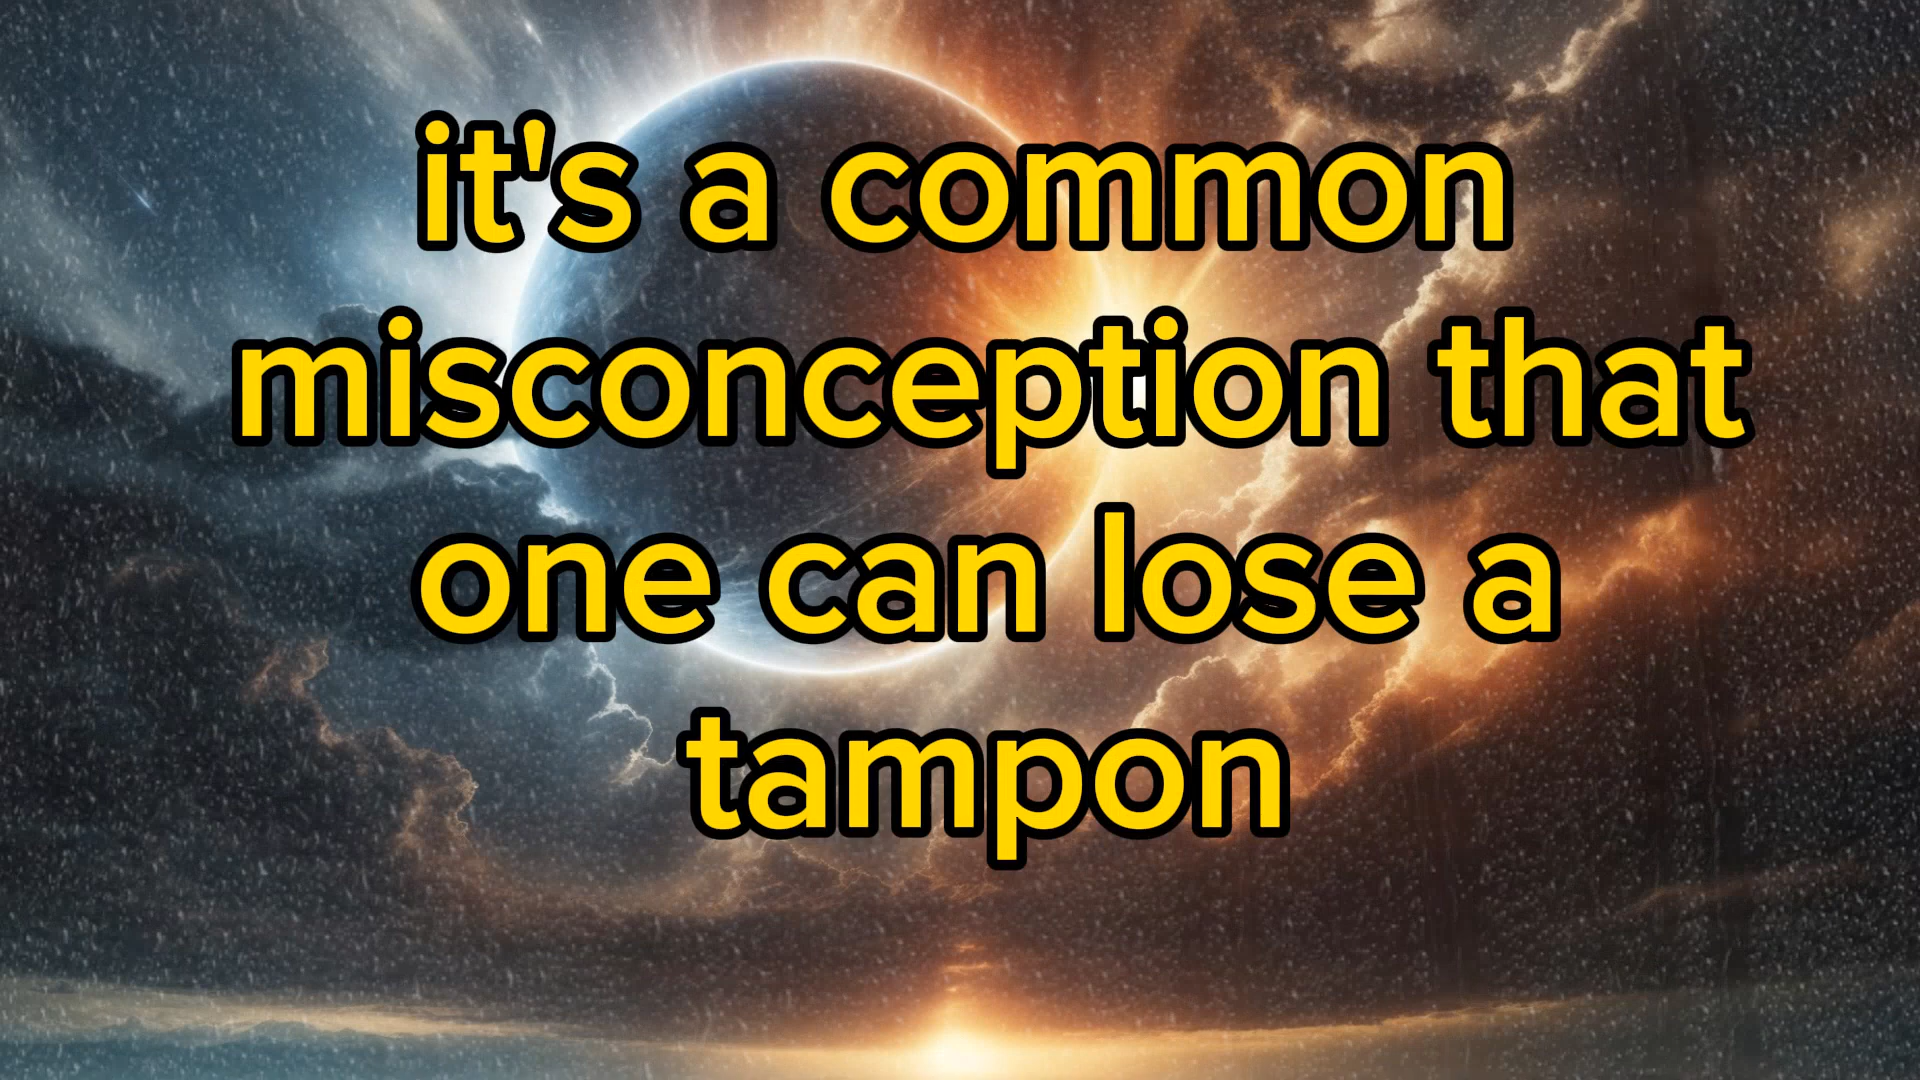 it's a common
misconception that
one can lose a
tampon